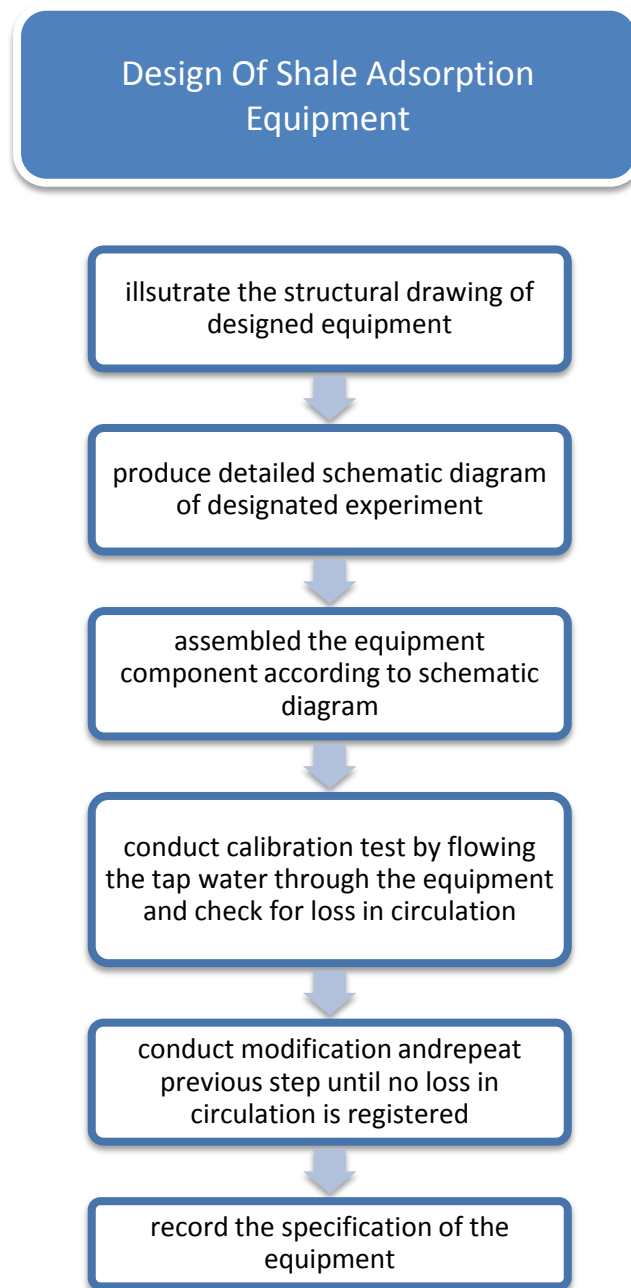 Design Of Shale Adsorption
Equipment
illsutrate the structural drawing of
designed equipment
produce detailed schematic diagram
of designated experiment
assembled the equipment
component according to schematic
diagram
conduct calibration test by flowing
the tap water through the equipment
and check for loss in circulation
conduct modification andrepeat
previous step until no loss in
circulation is registered
record the specification of the
equipment